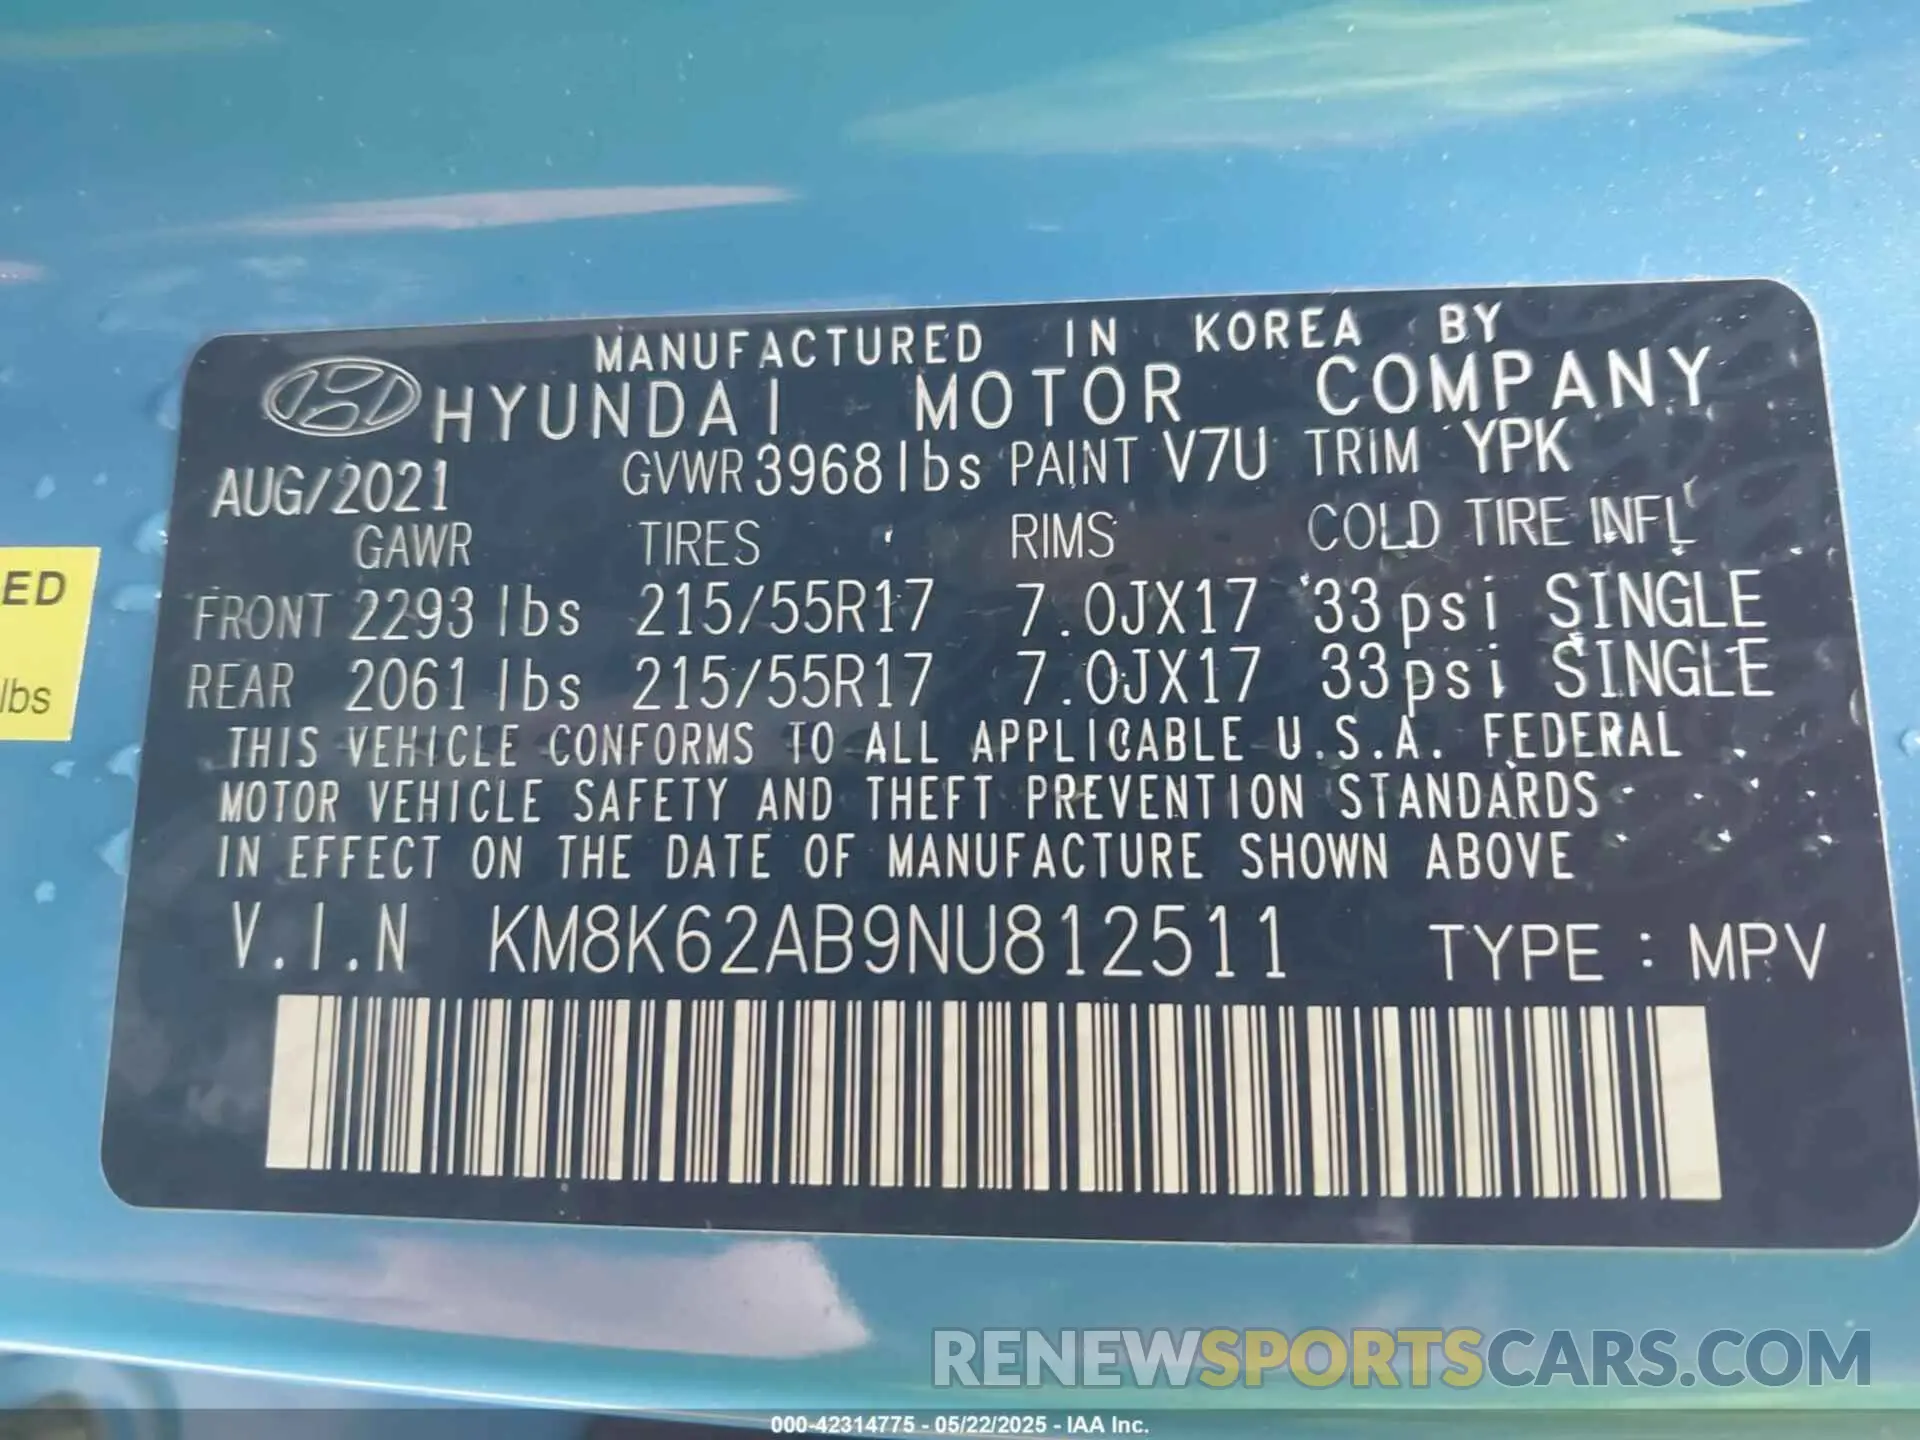 MANUFACTURED IN KOREA BY
HYUNDAI MOTOR COMPANY
AUG/2021 GVWR 3968 lbs PAINT V7U TRIM YPK
GAWR TIRES RIMS COLD TIRE INFL
FRONT 2293 lbs 215/55R17 7.0JX17 33psi SINGLE
REAR 2061 lbs 215/55R17 7.0JX17 33psi SINGLE
THIS VEHICLE CONFORMS TO ALL APPLICABLE U.S.A. FEDERAL
MOTOR VEHICLE SAFETY AND THEFT PREVENTION STANDARDS
IN EFFECT ON THE DATE OF MANUFACTURE SHOWN ABOVE
V.I.N KM8K62AB9NU812511 TYPE : MPV
ED
lbs
RENEWSPORTSCARS.COM
000-42314775 - 05/22/2025 - IAA Inc.